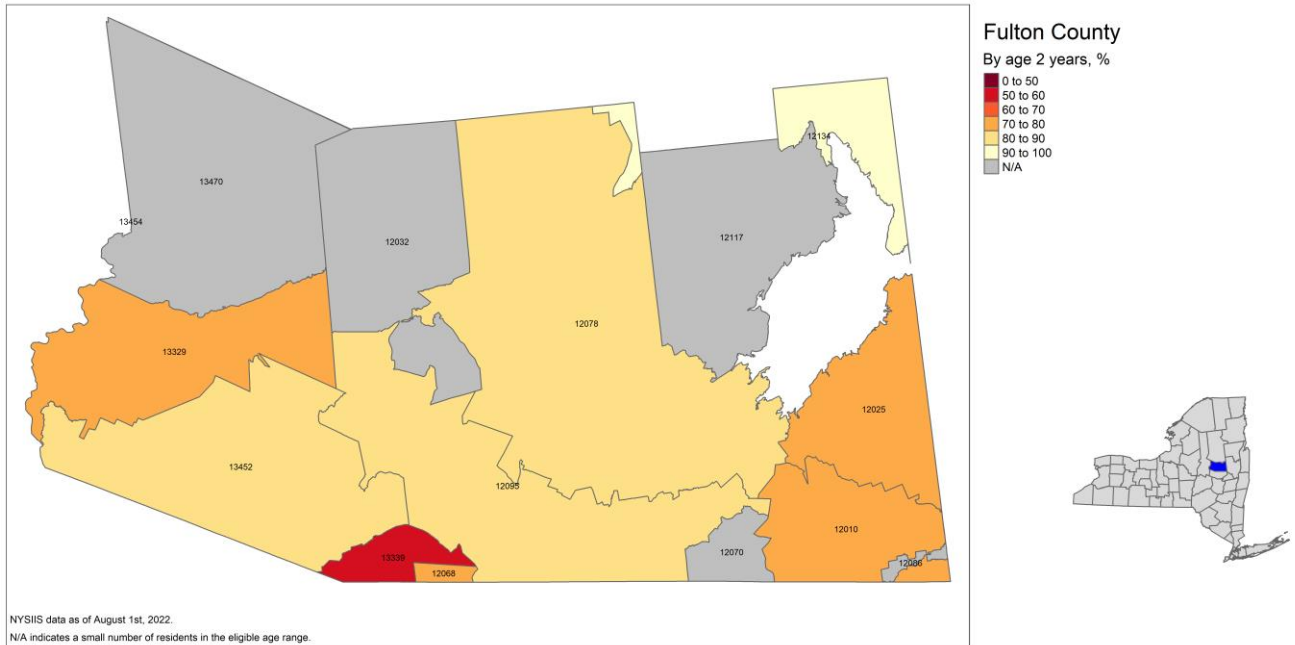 Fulton County
By age 2 years, %
0 to 50
50 to 60
60 to 70
70 to 80
80 to 90
90 to 100
N/A
12134
13470
13454
12032
12117
12078
13329
12025
13452
12095
12010
13339
12070
12086
12068
NYSIIS data as of August 1st, 2022.
N/A indicates a small number of residents in the eligible age range.